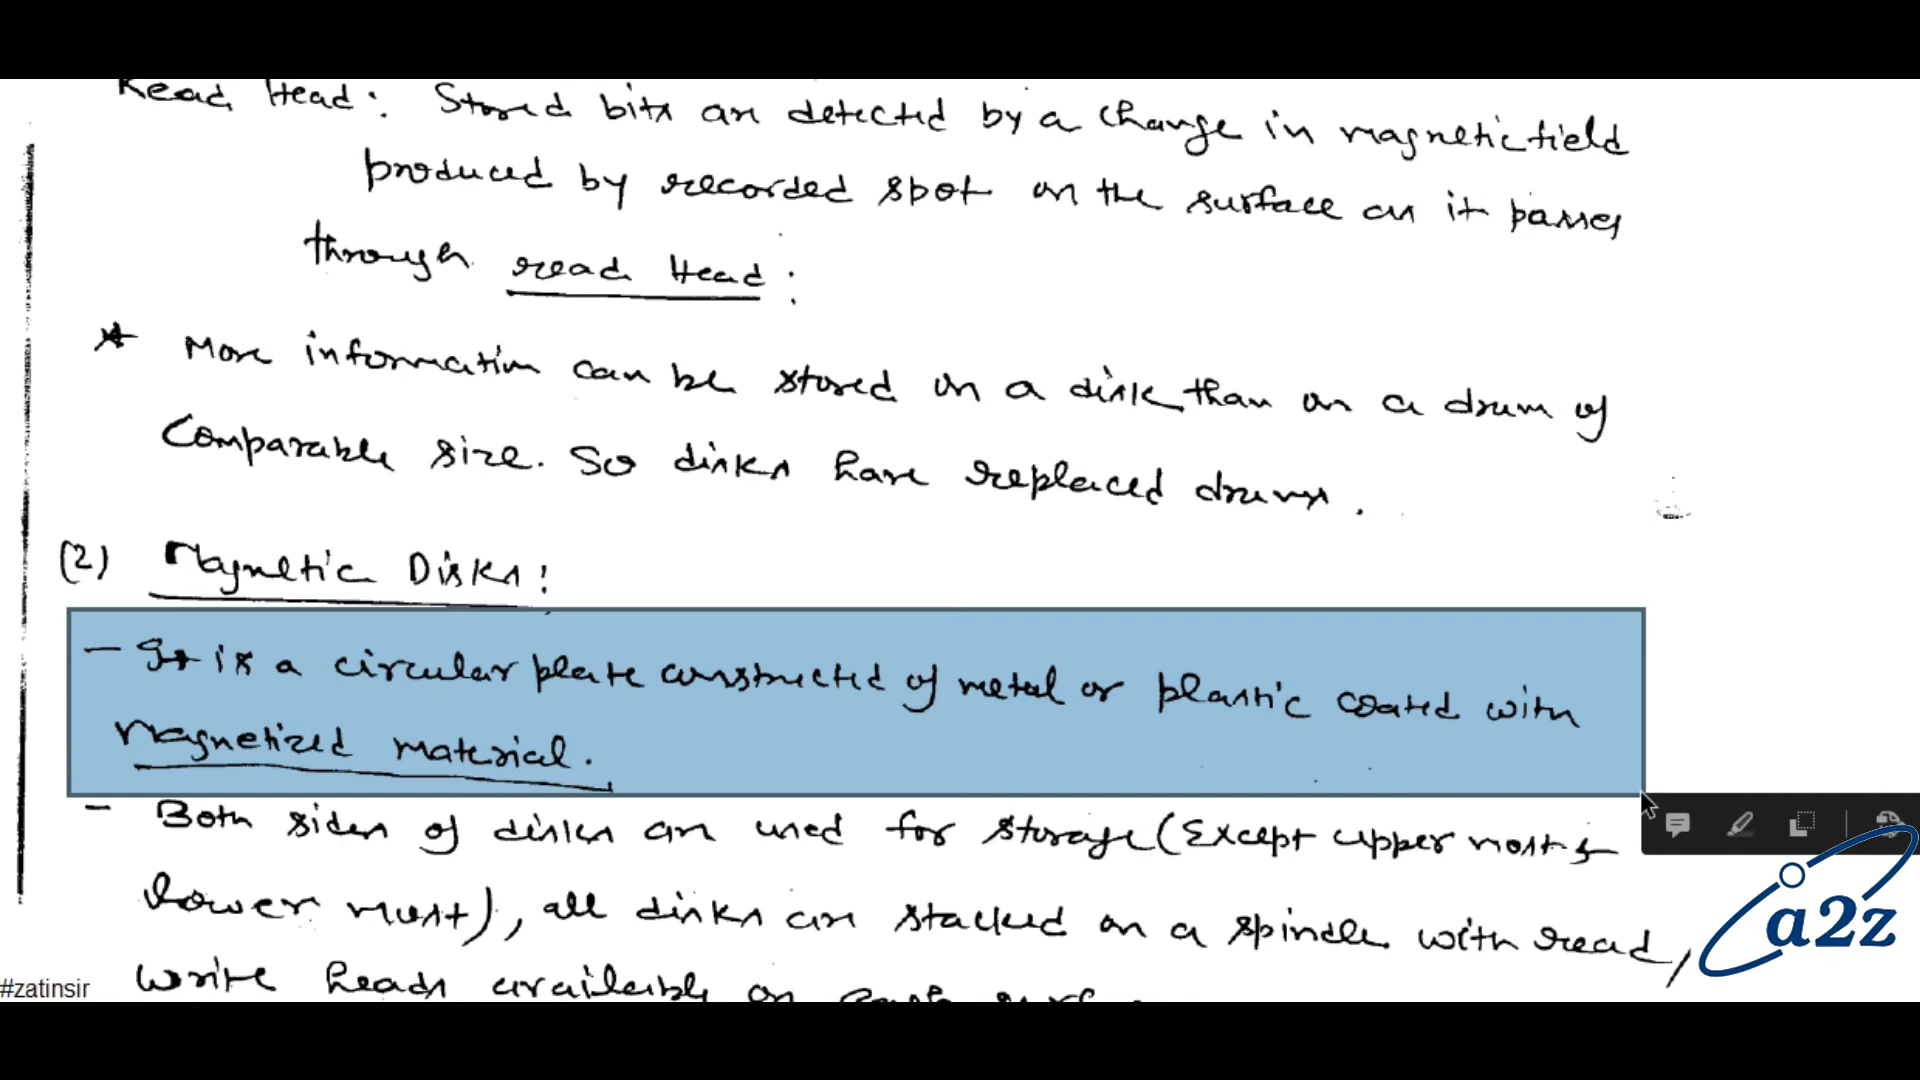 Read Head: Stored bits are detected by a change in magnetic field
produced by recorded spot on the surface as it passes
through read Head:
* More information can be stored on a disk than on a drum of
Comparable size. So disks have replaced drums.
(2) Magnetic Disks:
- It is a circular plate constructed of metal or plastic coated with
magnetized material.
- Both sides of disks are used for storage (Except upper most &
lower most), all disks are stacked on a spindle with read/
write heads available on each surface
a2z
#zatinsir